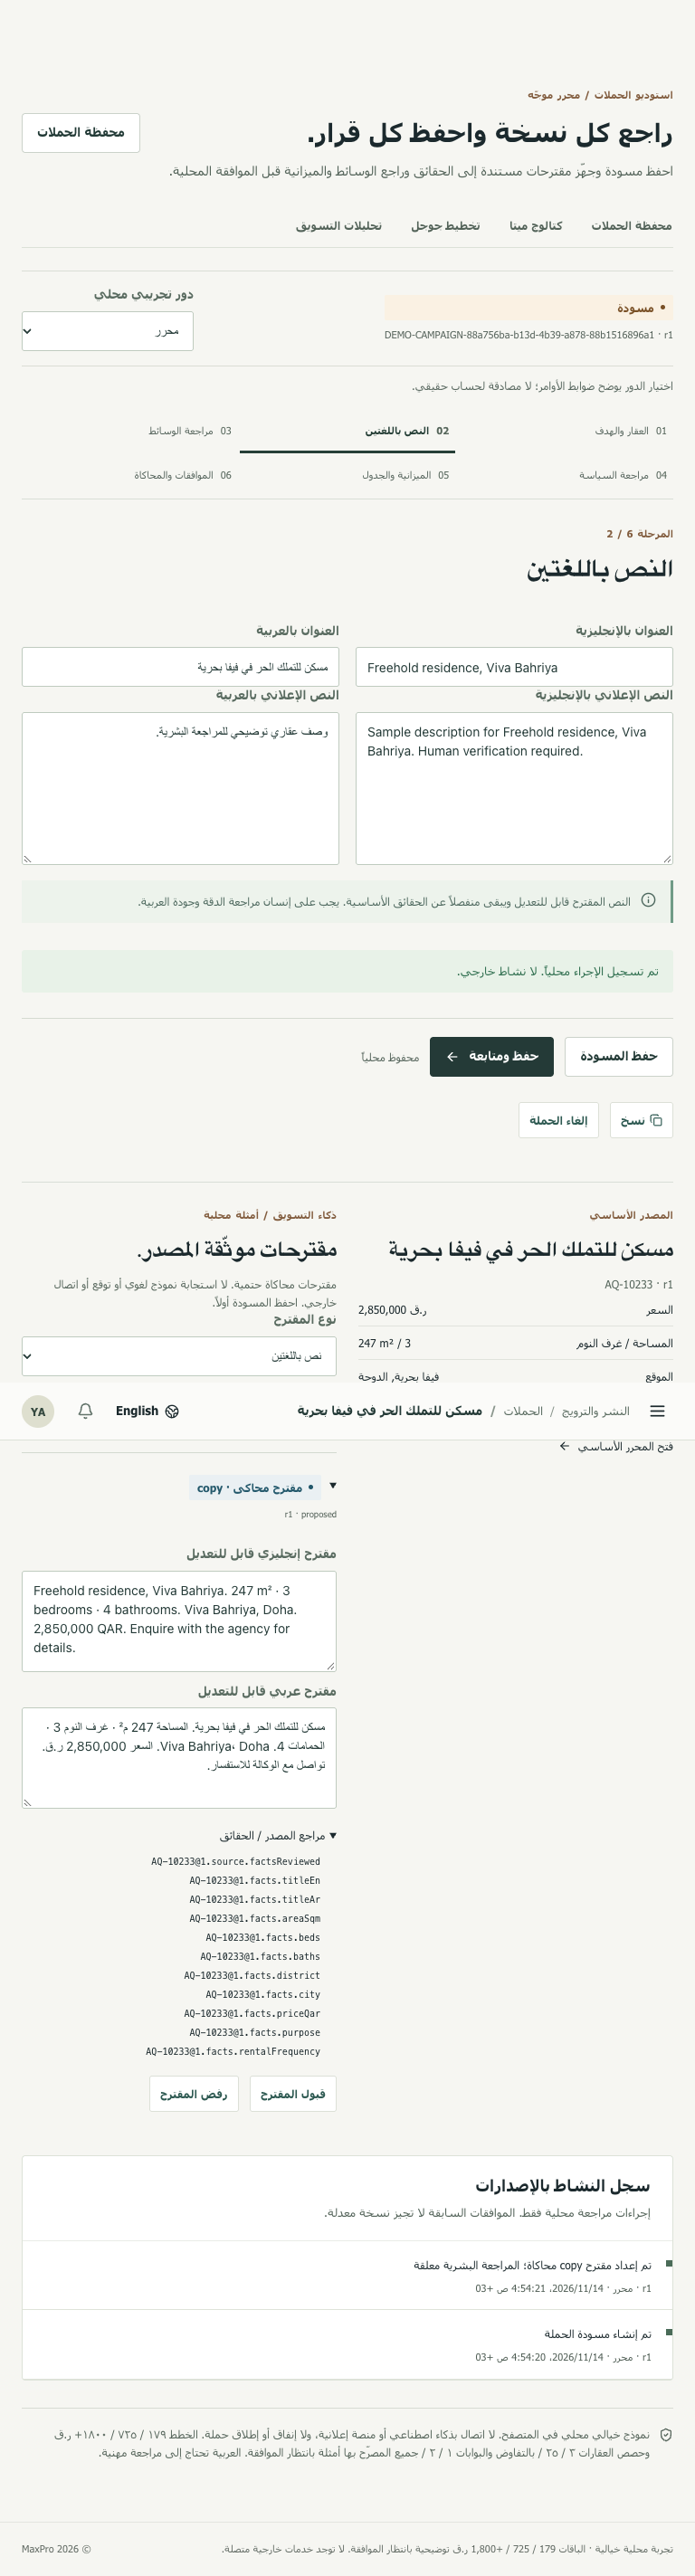 استوديو الحملات / محرر موجّه
راجع كل نسخة واحفظ كل قرار.
محفظة الحملات
احفظ مسودة وجهّز مقترحات مستندة إلى الحقائق وراجع الوسائط والميزانية قبل الموافقة المحلية.
محفظة الحملات
كتالوج ميتا
تخطيط جوجل
تحليلات التسويق
• مسودة
DEMO-CAMPAIGN-88a756ba-b13d-4b39-a878-88b1516896a1 · r1
دور تجريبي محلي
محرر
اختيار الدور يوضح ضوابط الأوامر؛ لا مصادقة لحساب حقيقي.
01 العقار والهدف
02 النص باللغتين
03 مراجعة الوسائط
04 مراجعة السياسة
05 الميزانية والجدول
06 الموافقات والمحاكاة
المرحلة 6 / 2
النص باللغتين
العنوان بالإنجليزية
العنوان بالعربية
Freehold residence, Viva Bahriya
مسكن للتملك الحر في فيفا بحرية
النص الإعلاني بالإنجليزية
النص الإعلاني بالعربية
Sample description for Freehold residence, Viva
Bahriya. Human verification required.
وصف عقاري توضيحي للمراجعة البشرية.
النص المقترح قابل للتعديل ويبقى منفصلاً عن الحقائق الأساسية. يجب على إنسان مراجعة الدقة وجودة العربية.
تم تسجيل الإجراء محلياً. لا نشاط خارجي.
حفظ المسودة
حفظ ومتابعة ←
محفوظ محلياً
نسخ
إلغاء الحملة
المصدر الأساسي
مسكن للتملك الحر في فيفا بحرية
AQ-10233 · r1
السعر
2,850,000 ر.ق
المساحة / غرف النوم
247 m² / 3
الموقع
فيفا بحرية, الدوحة
ذكاء التسويق / أمثلة محلية
مقترحات موثّقة المصدر.
مقترحات محاكاة حتمية. لا استجابة نموذج لغوي أو توقع أو اتصال
خارجي. احفظ المسودة أولاً.
نوع المقترح
نص باللغتين
النشر والترويج / الحملات / مسكن للتملك الحر في فيفا بحرية
English
YA
فتح المحرر الأساسي ←
• مقترح محاكى · copy
r1 · proposed
مقترح إنجليزي قابل للتعديل
Freehold residence, Viva Bahriya. 247 m² · 3
bedrooms · 4 bathrooms. Viva Bahriya, Doha.
2,850,000 QAR. Enquire with the agency for
details.
مقترح عربي قابل للتعديل
مسكن للتملك الحر في فيفا بحرية. المساحة 247 م² · غرف النوم 3 ·
الحمامات 4. Viva Bahriya، Doha. السعر 2,850,000 ر.ق.
تواصل مع الوكالة للاستفسار.
مراجع المصدر / الحقائق
AQ-10233@1.source.factsReviewed
AQ-10233@1.facts.titleEn
AQ-10233@1.facts.titleAr
AQ-10233@1.facts.areaSqm
AQ-10233@1.facts.beds
AQ-10233@1.facts.baths
AQ-10233@1.facts.district
AQ-10233@1.facts.city
AQ-10233@1.facts.priceQar
AQ-10233@1.facts.purpose
AQ-10233@1.facts.rentalFrequency
قبول المقترح
رفض المقترح
سجل النشاط بالإصدارات
إجراءات مراجعة محلية فقط. الموافقات السابقة لا تجيز نسخة معدلة.
تم إعداد مقترح copy محاكاة؛ المراجعة البشرية معلقة
r1 · محرر · 2026/11/14، 4:54:21 ص +03
تم إنشاء مسودة الحملة
r1 · محرر · 2026/11/14، 4:54:20 ص +03
نموذج خيالي محلي في المتصفح. لا اتصال بذكاء اصطناعي أو منصة إعلانية، ولا إنفاق أو إطلاق حملة. الخطط ١٧٩ / ٧٢٥ / ١٨٠٠+ ر.ق
وحصص العقارات ٣ / ٢٥ / بالتفاوض والبوابات ١ / ٢ / جميع المصرّح بها أمثلة بانتظار الموافقة. العربية تحتاج إلى مراجعة مهنية.
تجربة محلية خيالية · الباقات 179 / 725 / 1,800+ ر.ق توضيحية بانتظار الموافقة. لا توجد خدمات خارجية متصلة.
MaxPro 2026 ©